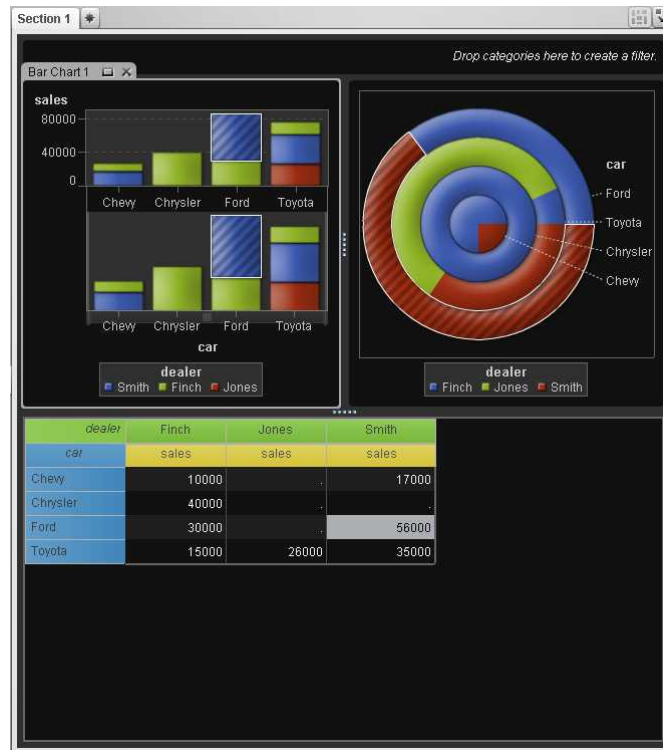 Section 1
Drop categories here to create a filter.
Bar Chart 1
sales
80000
40000
0
Chevy Chrysler Ford Toyota
Chevy Chrysler Ford Toyota
car
dealer
Smith Finch Jones
car
Ford
Toyota
Chrysler
Chevy
dealer
Finch Jones Smith
dealer Finch Jones Smith
car sales sales sales
Chevy 10000 . 17000
Chrysler 40000 . .
Ford 30000 . 56000
Toyota 15000 26000 35000